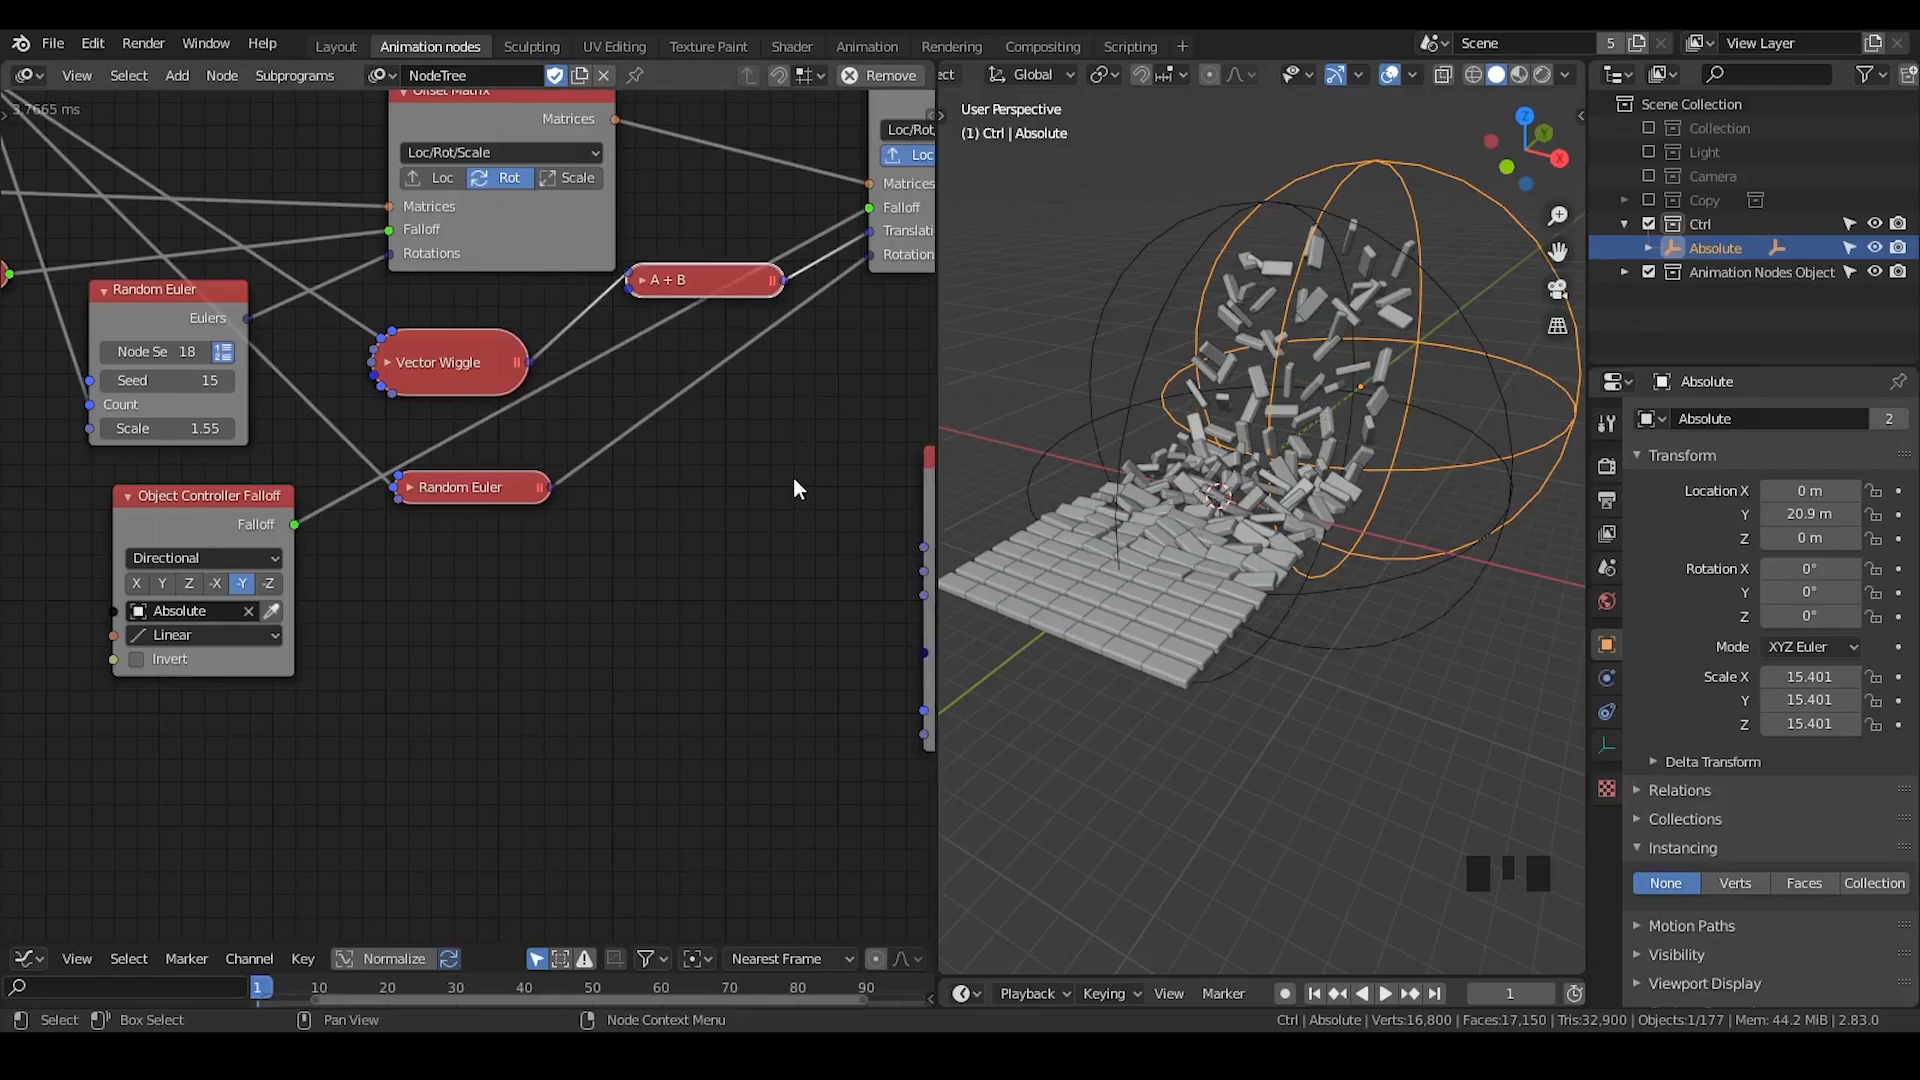 File Edit Render Window Help
Layout Animation nodes Sculpting UV Editing Texture Paint Shader Animation Rendering Compositing Scripting +
Scene 5
View Layer
View Select Add Node Subprograms
NodeTree
Remove
3.7665 ms
Offset Matrix
Matrices
Loc/Rot/Scale
Loc Rot Scale
Matrices
Falloff
Rotations
Random Euler
Eulers
Node Se 18
Seed 15
Count
Scale 1.55
Vector Wiggle
A + B
Loc/Rot,
Loc
Matrices
Falloff
Translati
Rotation
Random Euler
Object Controller Falloff
Falloff
Directional
X Y Z -X -Y -Z
Absolute
Linear
Invert
View Select Marker Channel Key Normalize
Nearest Frame
1 10 20 30 40 50 60 70 80 90
ect Global
User Perspective
(1) Ctrl | Absolute
Z
Y
X
Playback Keying View Marker
1
Scene Collection
Collection
Light
Camera
Copy
Ctrl
Absolute
Animation Nodes Object
Absolute
Absolute 2
Transform
Location X 0 m
Y 20.9 m
Z 0 m
Rotation X 0°
Y 0°
Z 0°
Mode XYZ Euler
Scale X 15.401
Y 15.401
Z 15.401
Delta Transform
Relations
Collections
Instancing
None Verts Faces Collection
Motion Paths
Visibility
Viewport Display
Select Box Select Pan View Node Context Menu
Ctrl | Absolute | Verts:16,800 | Faces:17,150 | Tris:32,900 | Objects:1/177 | Mem: 44.2 MiB | 2.83.0